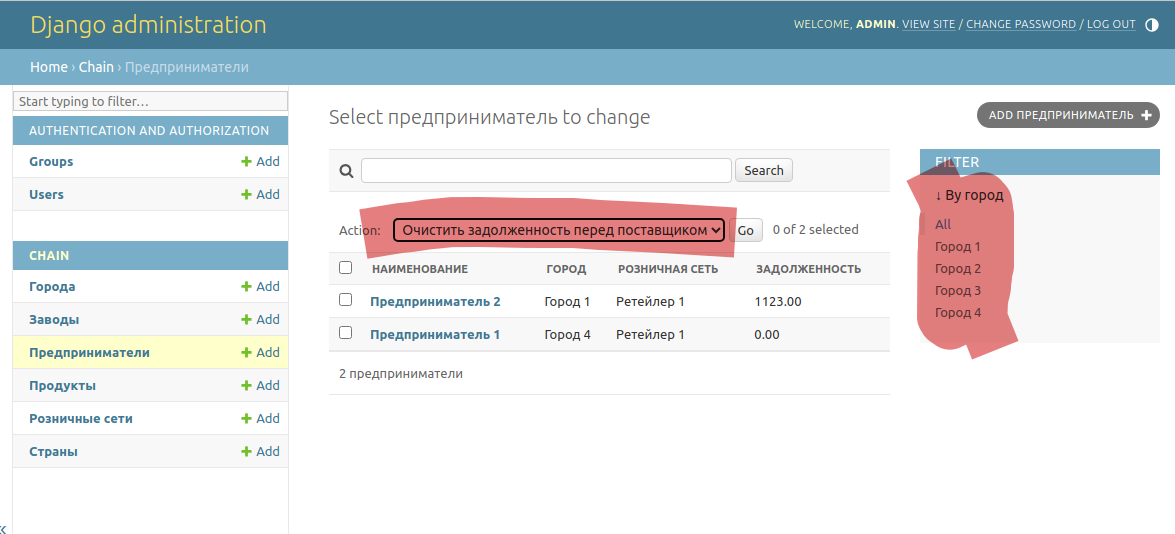 Django administration
WELCOME, ADMIN. VIEW SITE / CHANGE PASSWORD / LOG OUT
Home › Chain › Предприниматели
Start typing to filter…
AUTHENTICATION AND AUTHORIZATION
Groups + Add
Users + Add
CHAIN
Города + Add
Заводы + Add
Предприниматели + Add
Продукты + Add
Розничные сети + Add
Страны + Add
Select предприниматель to change
ADD ПРЕДПРИНИМАТЕЛЬ +
Search
Action: Очистить задолженность перед поставщиком Go 0 of 2 selected
НАИМЕНОВАНИЕ ГОРОД РОЗНИЧНАЯ СЕТЬ ЗАДОЛЖЕННОСТЬ
Предприниматель 2 Город 1 Ретейлер 1 1123.00
Предприниматель 1 Город 4 Ретейлер 1 0.00
2 предприниматели
FILTER
↓ By город
All
Город 1
Город 2
Город 3
Город 4